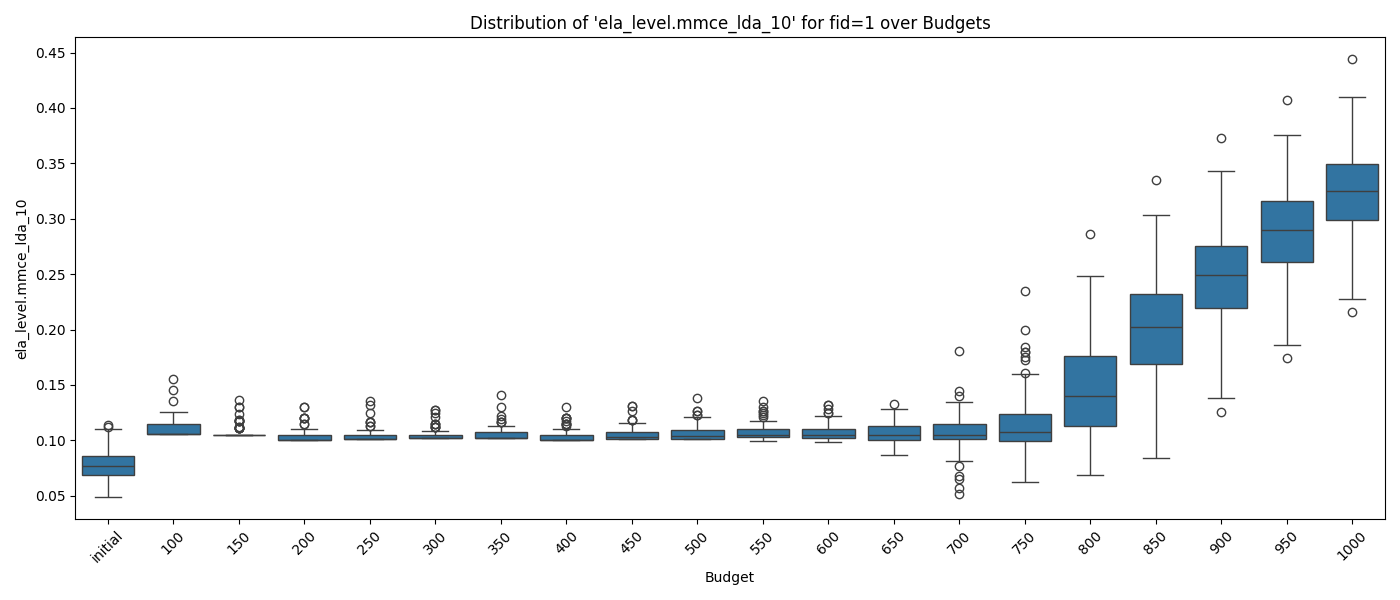 Distribution of 'ela_level.mmce_lda_10' for fid=1 over Budgets
ela_level.mmce_lda_10
0.45
0.40
0.35
0.30
0.25
0.20
0.15
0.10
0.05
initial 100 150 200 250 300 350 400 450 500 550 600 650 700 750 800 850 900 950 1000
Budget